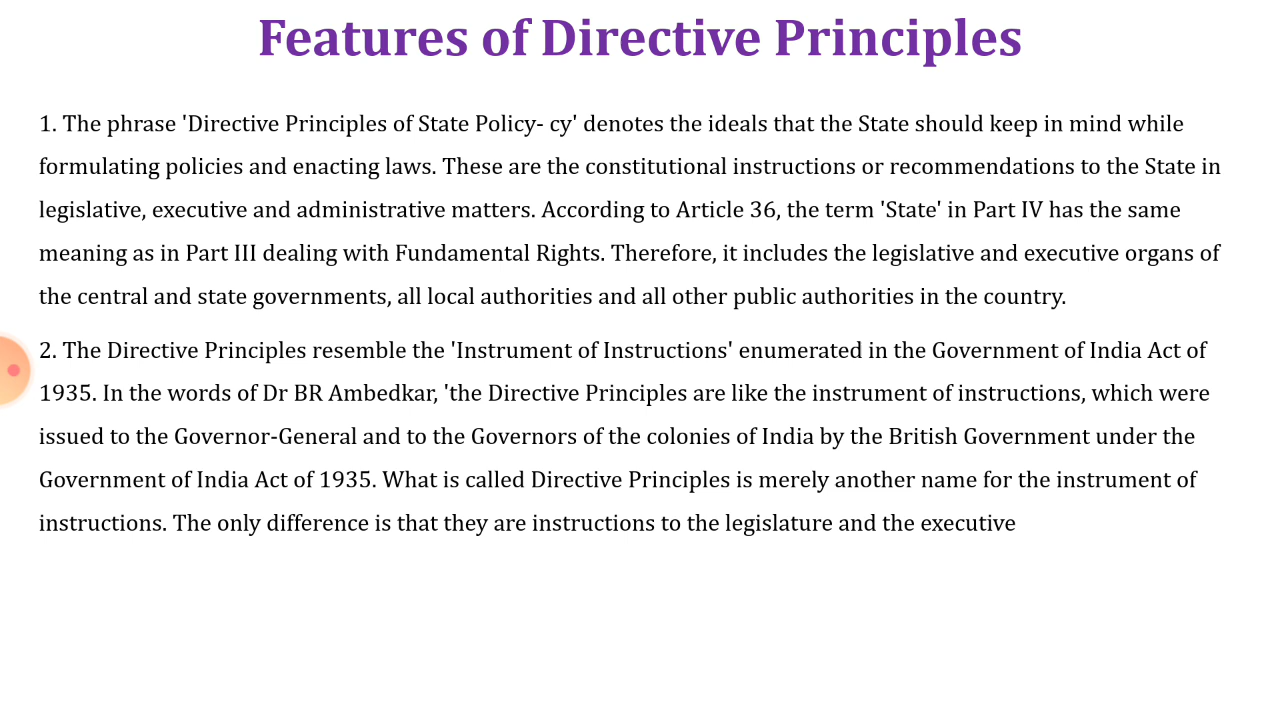 Features of Directive Principles
1. The phrase 'Directive Principles of State Policy- cy' denotes the ideals that the State should keep in mind while
formulating policies and enacting laws. These are the constitutional instructions or recommendations to the State in
legislative, executive and administrative matters. According to Article 36, the term 'State' in Part IV has the same
meaning as in Part III dealing with Fundamental Rights. Therefore, it includes the legislative and executive organs of
the central and state governments, all local authorities and all other public authorities in the country.
2. The Directive Principles resemble the 'Instrument of Instructions' enumerated in the Government of India Act of
1935. In the words of Dr BR Ambedkar, 'the Directive Principles are like the instrument of instructions, which were
issued to the Governor-General and to the Governors of the colonies of India by the British Government under the
Government of India Act of 1935. What is called Directive Principles is merely another name for the instrument of
instructions. The only difference is that they are instructions to the legislature and the executive